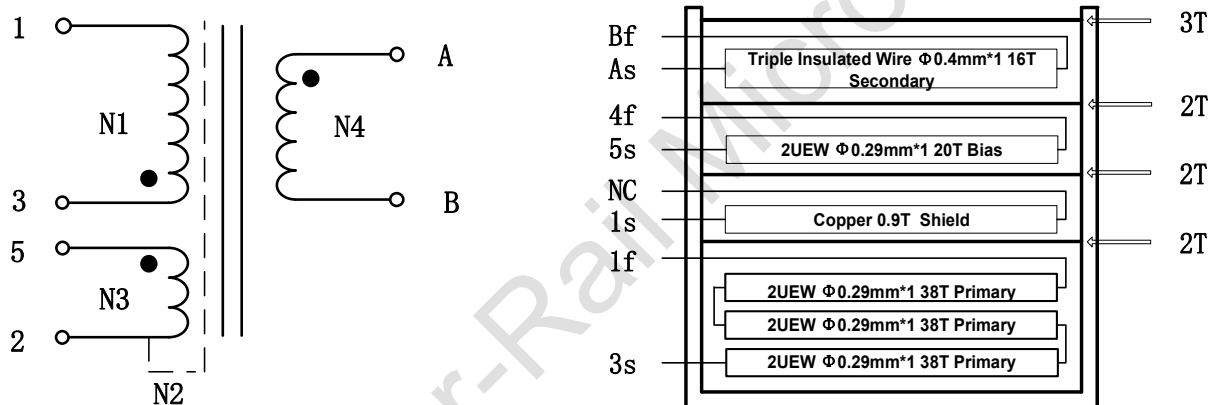 1
N1
3
5
N3
2
N2
A
N4
B
Bf
As
4f
5s
NC
1s
1f
3s
Triple Insulated Wire Φ0.4mm*1 16T
Secondary
2UEW Φ0.29mm*1 20T Bias
Copper 0.9T Shield
2UEW Φ0.29mm*1 38T Primary
2UEW Φ0.29mm*1 38T Primary
2UEW Φ0.29mm*1 38T Primary
3T
2T
2T
2T
r-Rail Micro